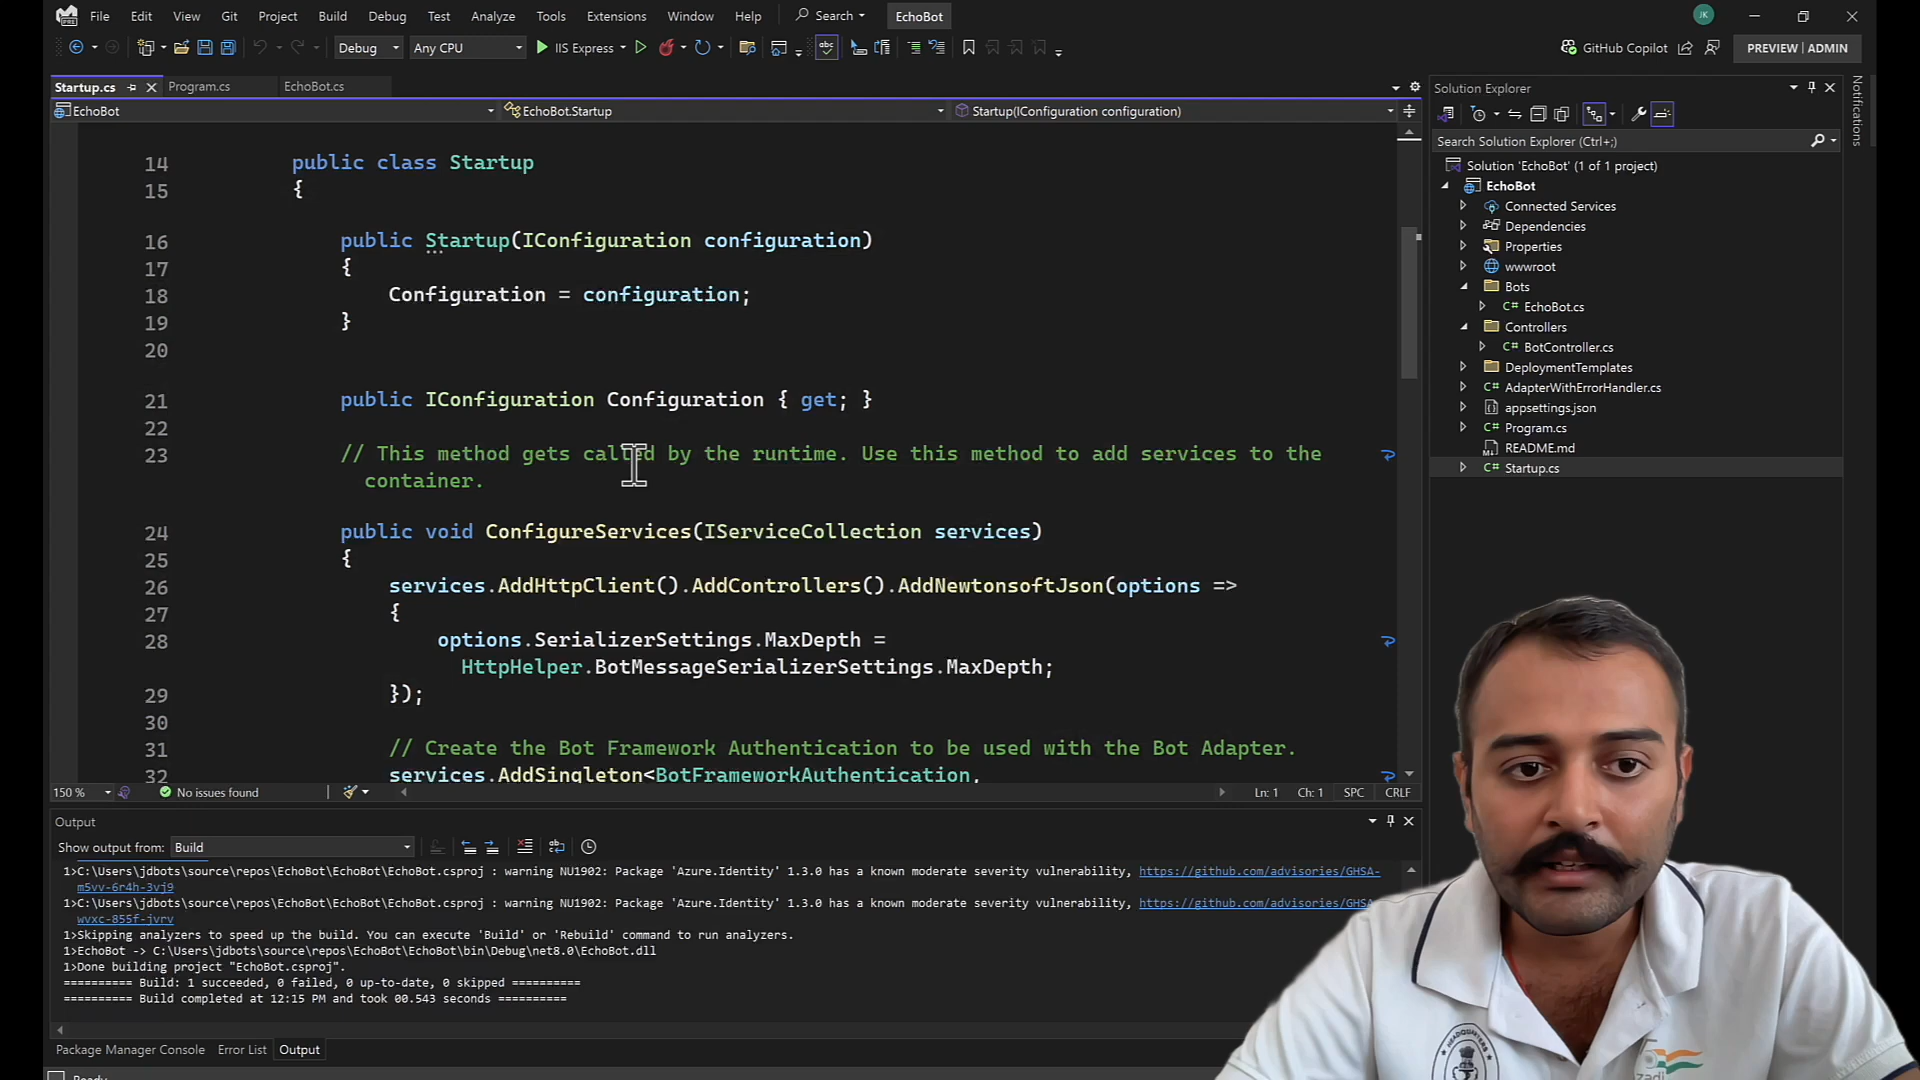 File Edit View Git Project Build Debug Test Analyze Tools Extensions Window Help Search EchoBot JK
Debug Any CPU IIS Express GitHub Copilot PREVIEW | ADMIN
Startup.cs Program.cs EchoBot.cs
EchoBot EchoBot.Startup Startup(IConfiguration configuration)
14 public class Startup
15 {
16 public Startup(IConfiguration configuration)
17 {
18 Configuration = configuration;
19 }
20
21 public IConfiguration Configuration { get; }
22
23 // This method gets called by the runtime. Use this method to add services to the
container.
24 public void ConfigureServices(IServiceCollection services)
25 {
26 services.AddHttpClient().AddControllers().AddNewtonsoftJson(options =>
27 {
28 options.SerializerSettings.MaxDepth =
HttpHelper.BotMessageSerializerSettings.MaxDepth;
29 });
30
31 // Create the Bot Framework Authentication to be used with the Bot Adapter.
32 services.AddSingleton<BotFrameworkAuthentication,
150 % No issues found Ln: 1 Ch: 1 SPC CRLF
Output
Show output from: Build
1>C:\Users\jdbots\source\repos\EchoBot\EchoBot\EchoBot.csproj : warning NU1902: Package 'Azure.Identity' 1.3.0 has a known moderate severity vulnerability, https://github.com/advisories/GHSA-
m5vv-6r4h-3vj9
1>C:\Users\jdbots\source\repos\EchoBot\EchoBot\EchoBot.csproj : warning NU1902: Package 'Azure.Identity' 1.3.0 has a known moderate severity vulnerability, https://github.com/advisories/GHSA-
wvxc-855f-jvrv
1>Skipping analyzers to speed up the build. You can execute 'Build' or 'Rebuild' command to run analyzers.
1>EchoBot -> C:\Users\jdbots\source\repos\EchoBot\EchoBot\bin\Debug\net8.0\EchoBot.dll
1>Done building project "EchoBot.csproj".
========== Build: 1 succeeded, 0 failed, 0 up-to-date, 0 skipped ==========
========== Build completed at 12:15 PM and took 00.543 seconds ==========
Package Manager Console Error List Output
Ready
Solution Explorer
Search Solution Explorer (Ctrl+;)
Solution 'EchoBot' (1 of 1 project)
EchoBot
Connected Services
Dependencies
Properties
wwwroot
Bots
C# EchoBot.cs
Controllers
C# BotController.cs
DeploymentTemplates
C# AdapterWithErrorHandler.cs
appsettings.json
C# Program.cs
README.md
C# Startup.cs
Notifications
HEADQUARTERS
zadi